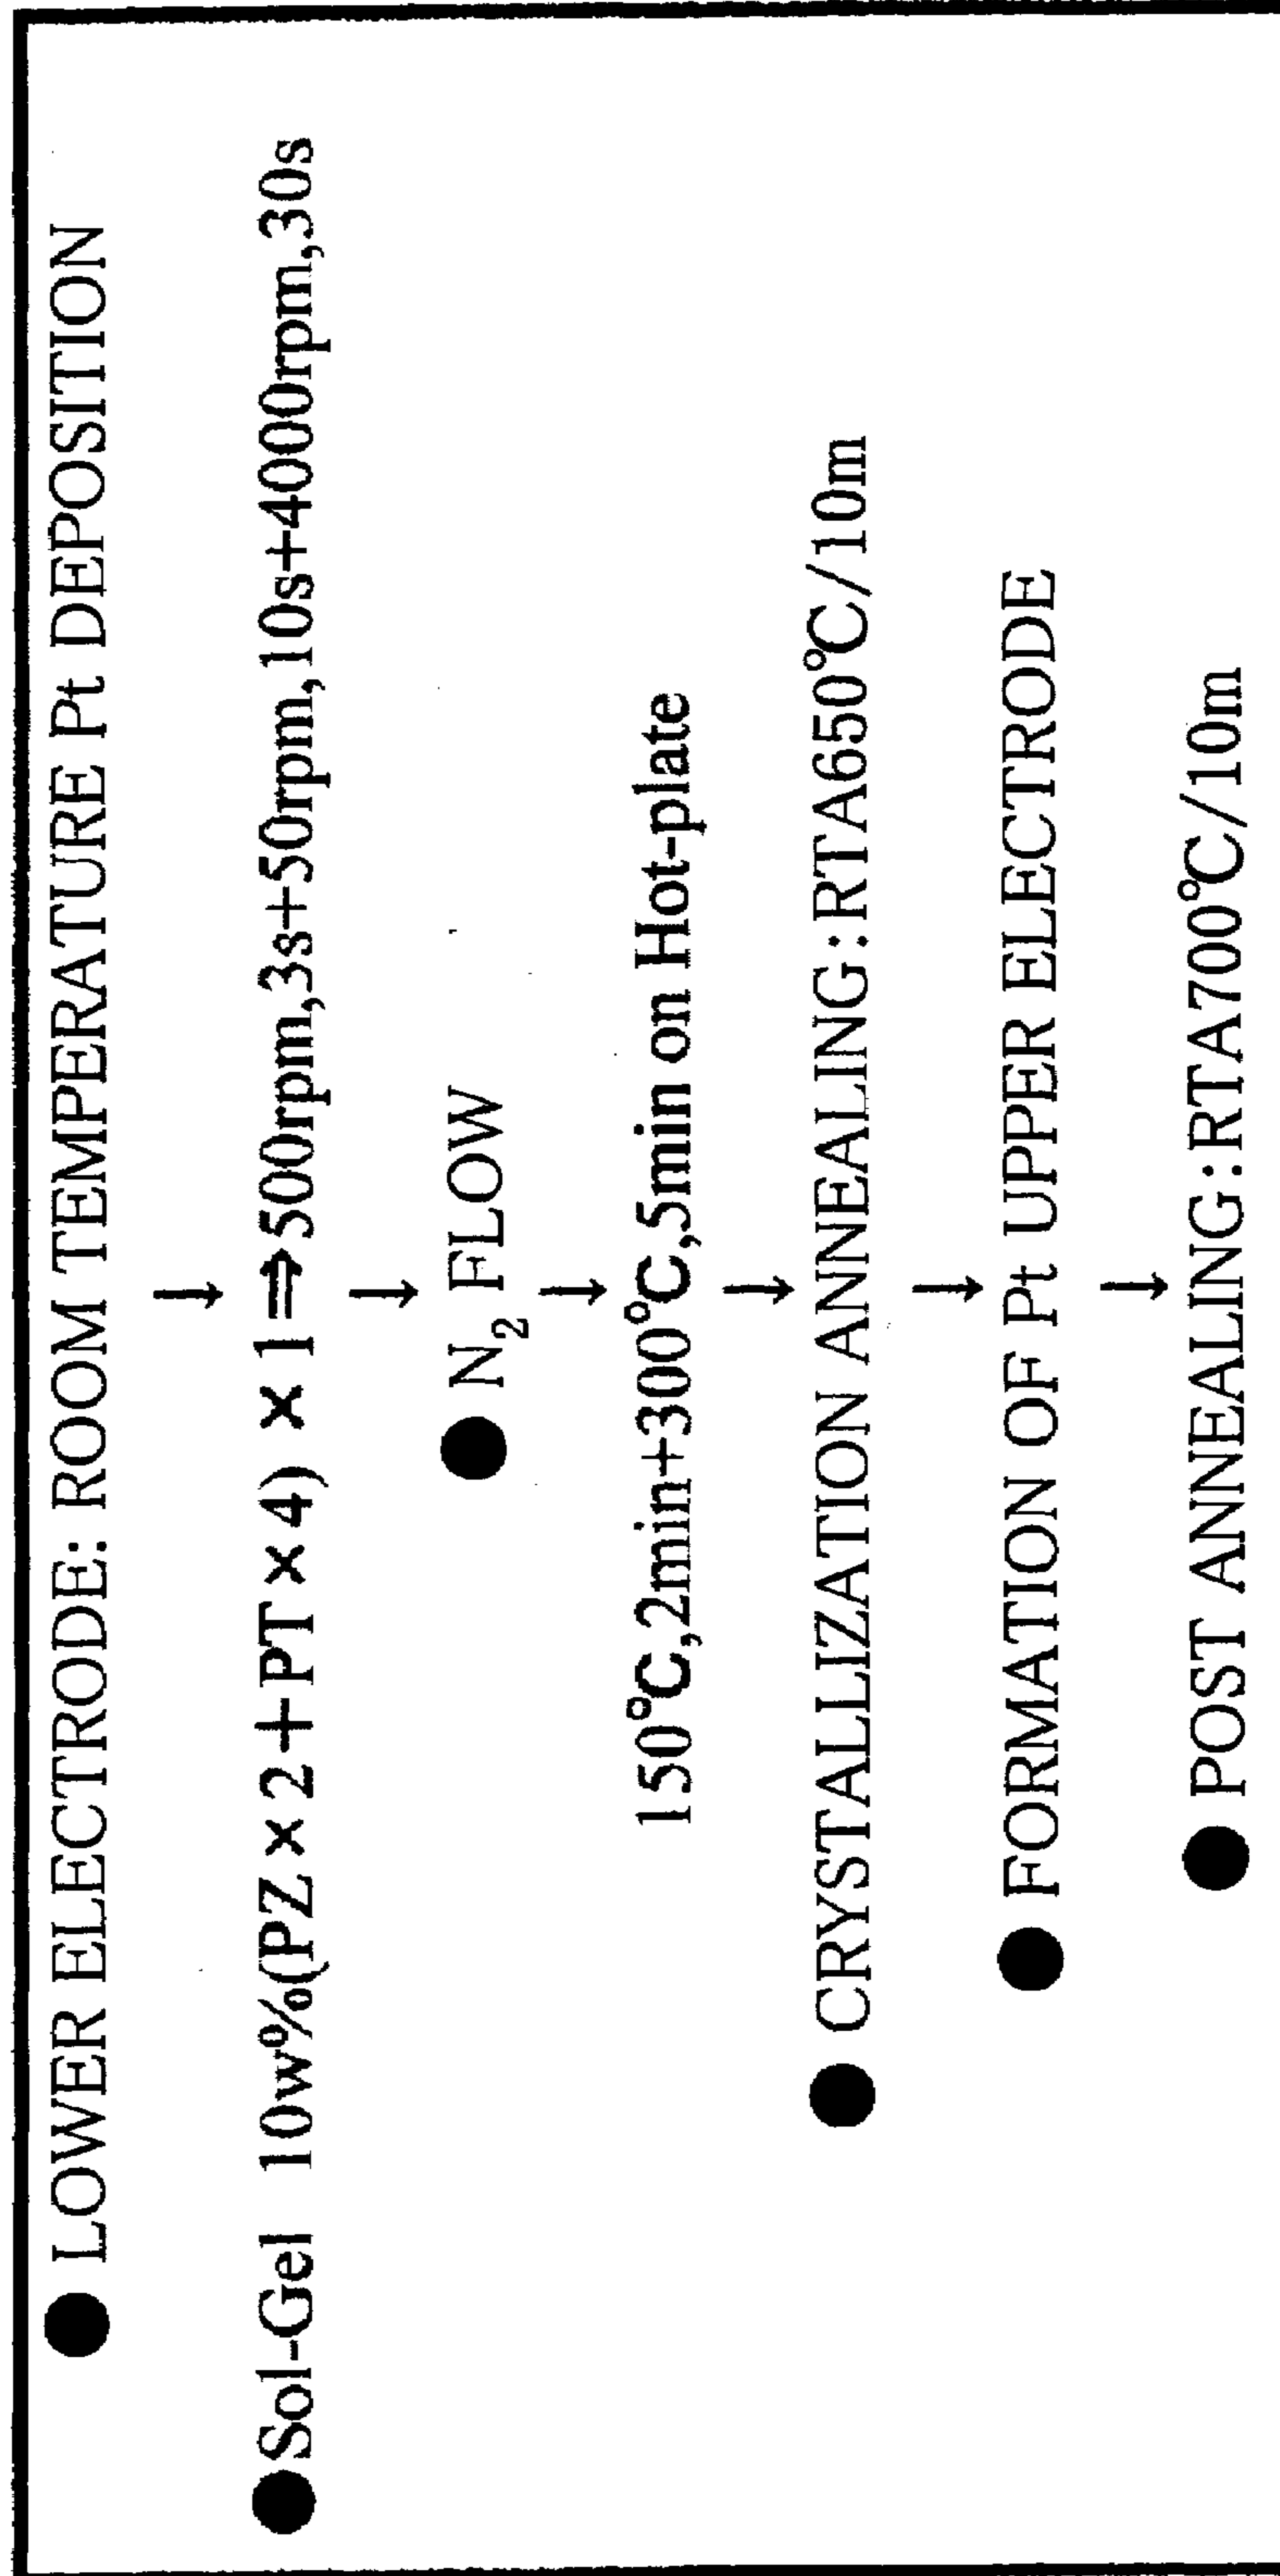 ● LOWER ELECTRODE: ROOM TEMPERATURE Pt DEPOSITION
↓
●Sol-Gel 10w%(PZ × 2+PT × 4) × 1⇒500rpm,3s+50rpm,10s+4000rpm,30s
↓
● N₂ FLOW
↓
150℃,2min+300℃,5min on Hot-plate
↓
● CRYSTALLIZATION ANNEALING:RTA650℃/10m
↓
● FORMATION OF Pt UPPER ELECTRODE
↓
● POST ANNEALING:RTA700℃/10m